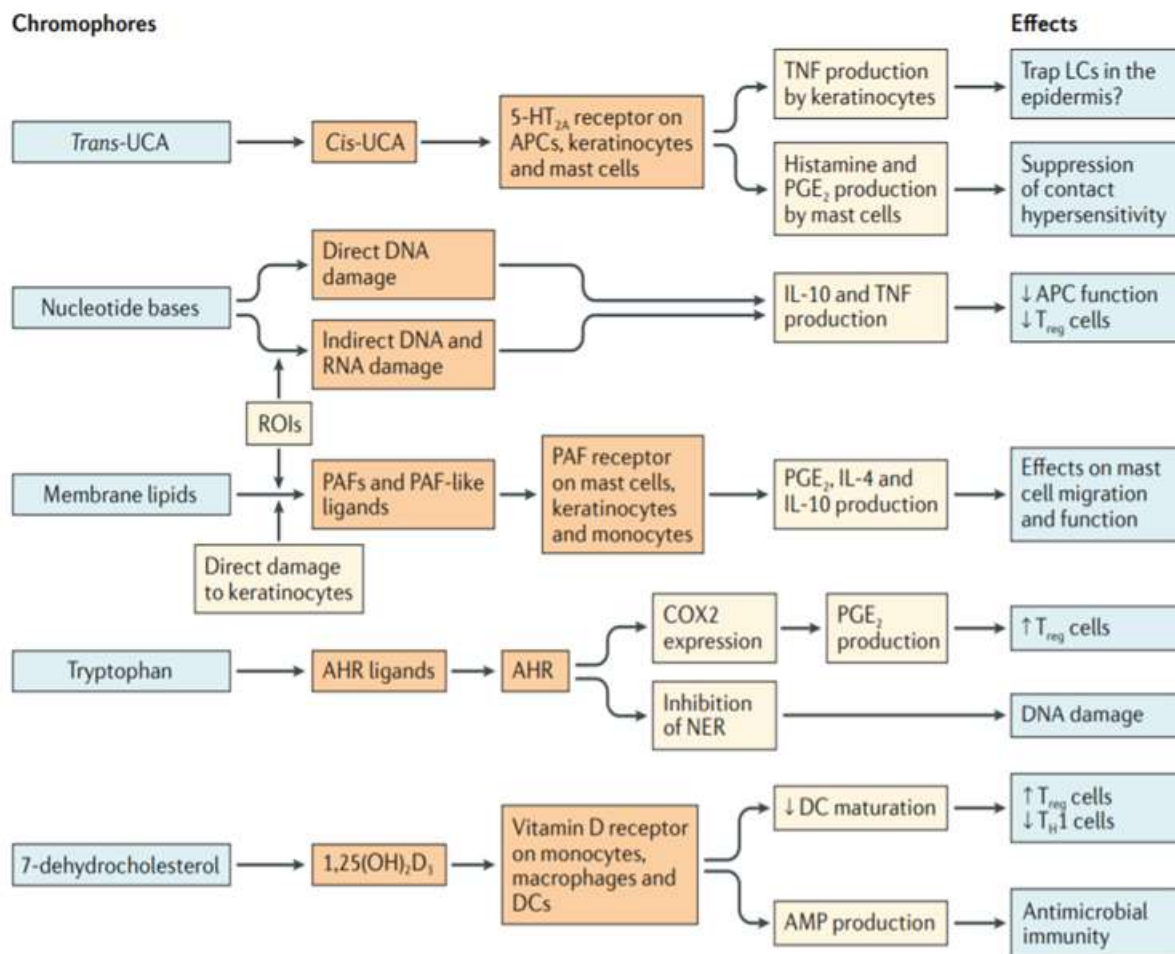 Chromophores
Effects
Trans-UCA
Cis-UCA
5-HT₂A receptor on
APCs, keratinocytes
and mast cells
TNF production
by keratinocytes
Trap LCs in the
epidermis?
Histamine and
PGE₂ production
by mast cells
Suppression
of contact
hypersensitivity
Nucleotide bases
Direct DNA
damage
Indirect DNA and
RNA damage
IL-10 and TNF
production
↓ APC function
↓ Treg cells
ROIs
Membrane lipids
PAFs and PAF-like
ligands
PAF receptor
on mast cells,
keratinocytes
and monocytes
PGE₂, IL-4 and
IL-10 production
Effects on mast
cell migration
and function
Direct damage
to keratinocytes
Tryptophan
AHR ligands
AHR
COX2
expression
PGE₂
production
↑ Treg cells
Inhibition
of NER
DNA damage
7-dehydrocholesterol
1,25(OH)₂D₃
Vitamin D receptor
on monocytes,
macrophages and
DCs
↓ DC maturation
↑ Treg cells
↓ TH1 cells
AMP production
Antimicrobial
immunity